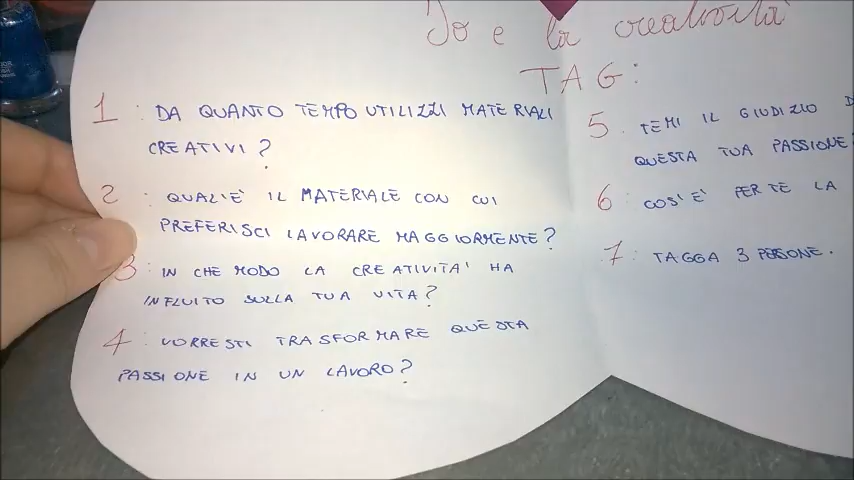 Io e la creatività
TAG:
1: DA QUANTO TEMPO UTILIZZI MATERIALI
CREATIVI?
2: QUAL'E' IL MATERIALE CON CUI
PREFERISCI LAVORARE MAGGIORMENTE?
3: IN CHE MODO LA CREATIVITA' HA
INFLUITO SULLA TUA VITA?
4: VORRESTI TRASFORMARE QUESTA
PASSIONE IN UN LAVORO?
5: TEMI IL GIUDIZIO
QUESTA TUA PASSIONE?
6: COS'E' PER TE LA
7: TAGGA 3 PERSONE.